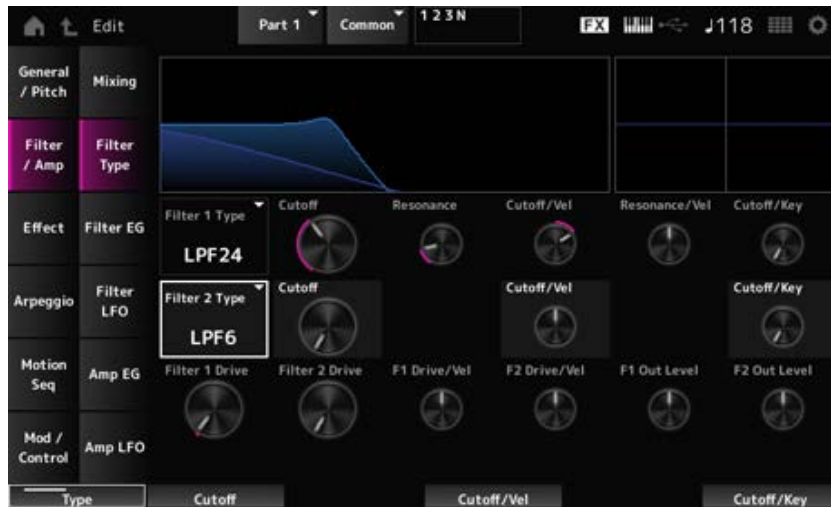 Edit Part 1 Common 1 2 3 N FX ♩118
General / Pitch
Mixing
Filter / Amp
Filter Type
Effect
Filter EG
Arpeggio
Filter LFO
Motion Seq
Amp EG
Mod / Control
Amp LFO
Filter 1 Type
LPF24
Cutoff Resonance Cutoff/Vel Resonance/Vel Cutoff/Key
Filter 2 Type
LPF6
Cutoff Cutoff/Vel Cutoff/Key
Filter 1 Drive Filter 2 Drive F1 Drive/Vel F2 Drive/Vel F1 Out Level F2 Out Level
Type Cutoff Cutoff/Vel Cutoff/Key